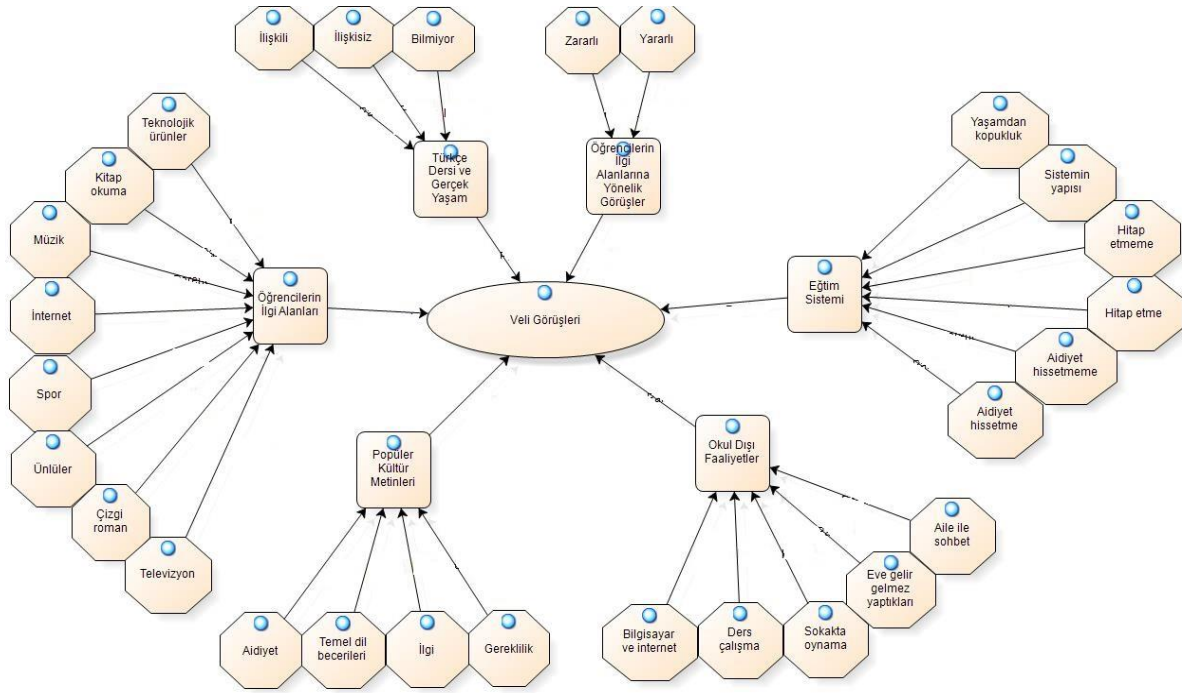 İlişkili
İlişkisiz
Bilmiyor
Zararlı
Yararlı
Teknolojik
ürünler
Kitap
okuma
Müzik
İnternet
Spor
Ünlüler
Çizgi
roman
Televizyon
Öğrencilerin
İlgi Alanları
Türkçe
Dersi ve
Gerçek
Yaşam
Öğrencilerin
İlgi
Alanlarına
Yönelik
Görüşler
Yaşamdan
kopukluk
Sistemin
yapısı
Hitap
etmeme
Hitap etme
Aidiyet
hissetmeme
Aidiyet
hissetme
Eğtim
Sistemi
Veli Görüşleri
Popüler
Kültür
Metinleri
Aidiyet
Temel dil
becerileri
İlgi
Gereklilik
Okul Dışı
Faaliyetler
Aile ile
sohbet
Eve gelir
gelmez
yaptıkları
Sokakta
oynama
Ders
çalışma
Bilgisayar
ve internet